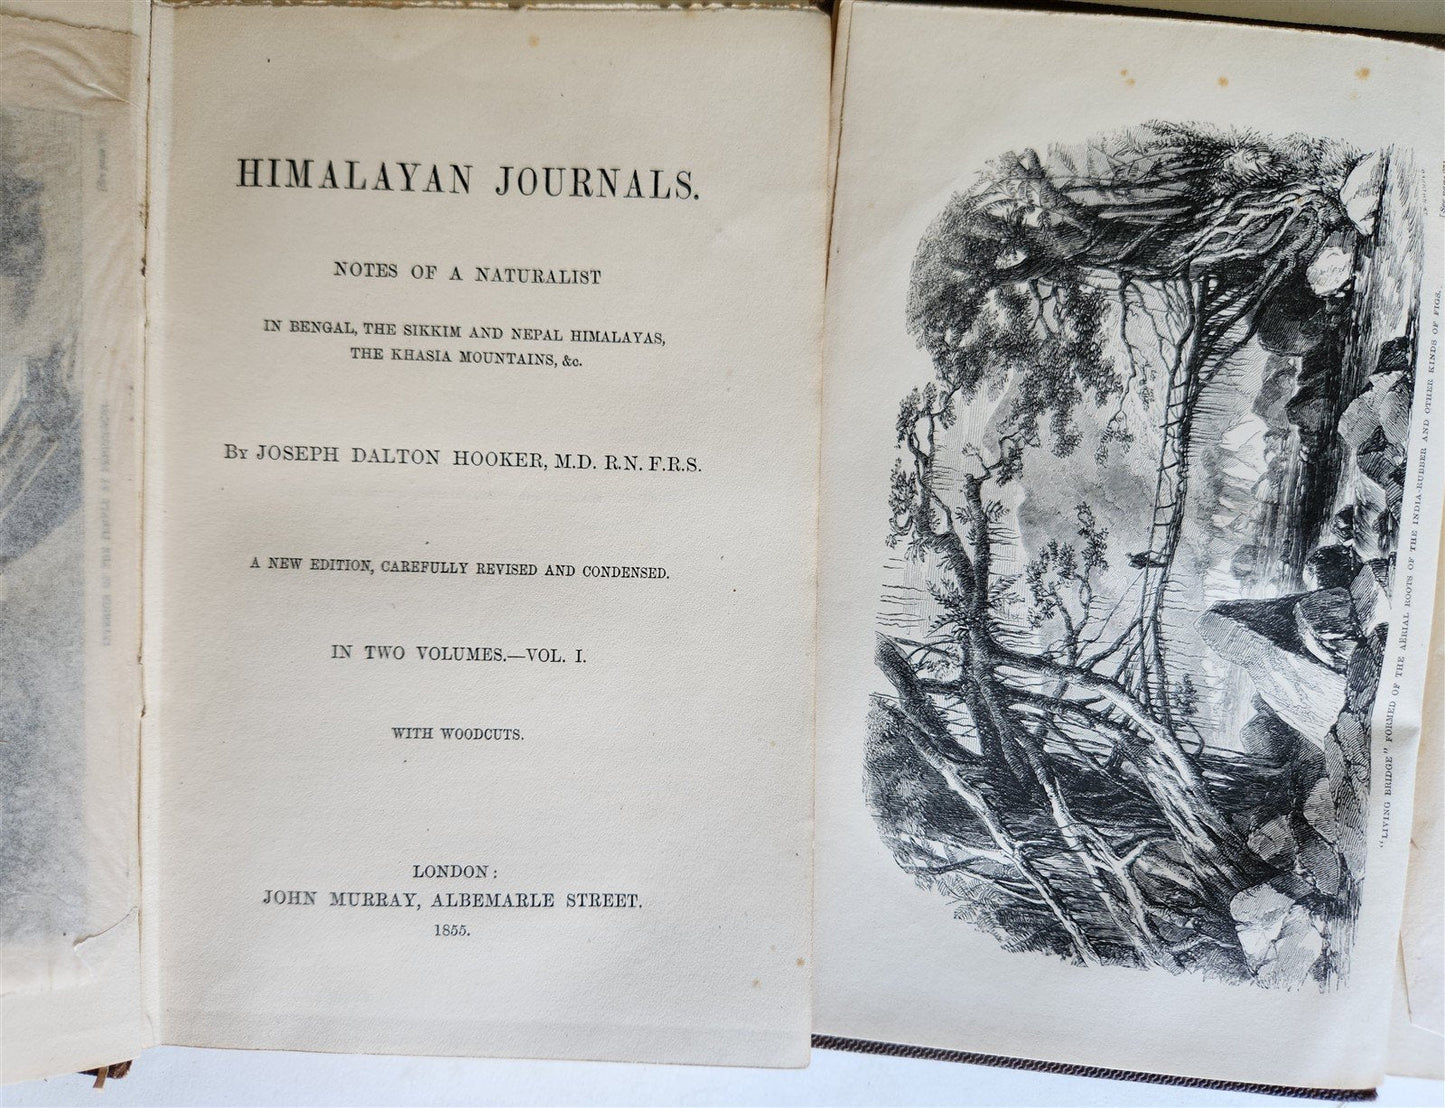 HIMALAYAN JOURNALS.
NOTES OF A NATURALIST
IN BENGAL, THE SIKKIM AND NEPAL HIMALAYAS,
THE KHASIA MOUNTAINS, &c.
By JOSEPH DALTON HOOKER, M.D. R.N. F.R.S.
A NEW EDITION, CAREFULLY REVISED AND CONDENSED.
IN TWO VOLUMES.—VOL. I.
WITH WOODCUTS.
LONDON:
JOHN MURRAY, ALBEMARLE STREET.
1855.
"LIVING BRIDGE" FORMED OF THE AERIAL ROOTS OF THE INDIA-RUBBER AND OTHER KINDS OF FIGS.